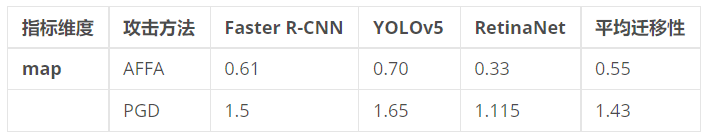 指标维度 攻击方法 Faster R-CNN YOLOv5 RetinaNet 平均迁移性
map AFFA 0.61 0.70 0.33 0.55
PGD 1.5 1.65 1.115 1.43